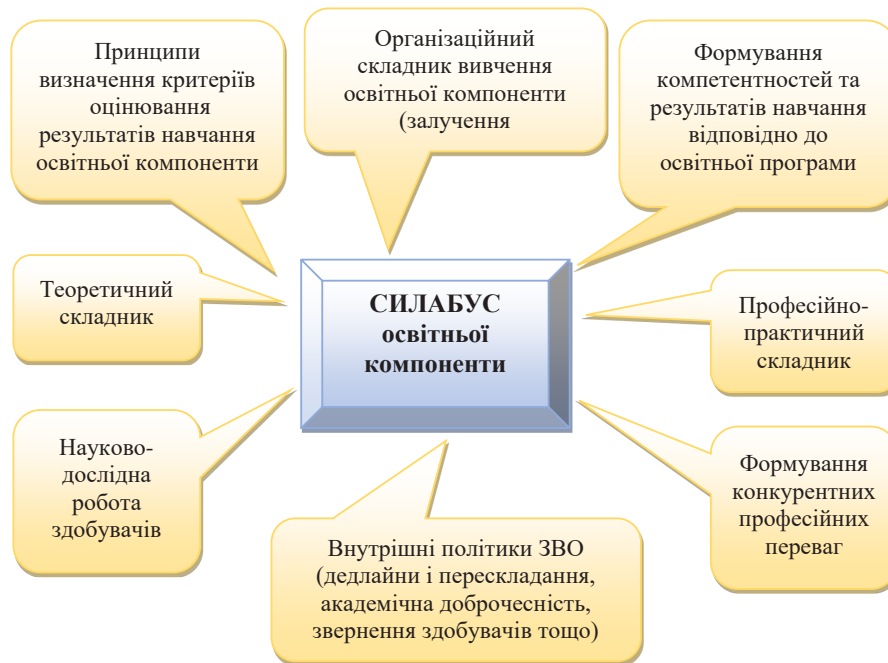 Принципи
визначення критеріїв
оцінювання
результатів навчання
освітньої компоненти
Організаційний
складник вивчення
освітньої компоненти
(залучення
Формування
компетентностей та
результатів навчання
відповідно до
освітньої програми
Теоретичний
складник
СИЛАБУС
освітньої
компоненти
Професійно-
практичний
складник
Науково-
дослідна
робота
здобувачів
Внутрішні політики ЗВО
(дедлайни і перескладання,
академічна доброчесність,
звернення здобувачів тощо)
Формування
конкурентних
професійних
переваг